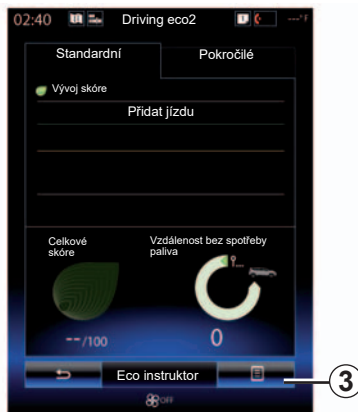 02:40 Driving eco2 ---°F
Standardní Pokročilé
Vývoj skóre
Přidat jízdu
Celkové
skóre
Vzdálenost bez spotřeby
paliva
--/100 0
Eco instruktor
3
OFF